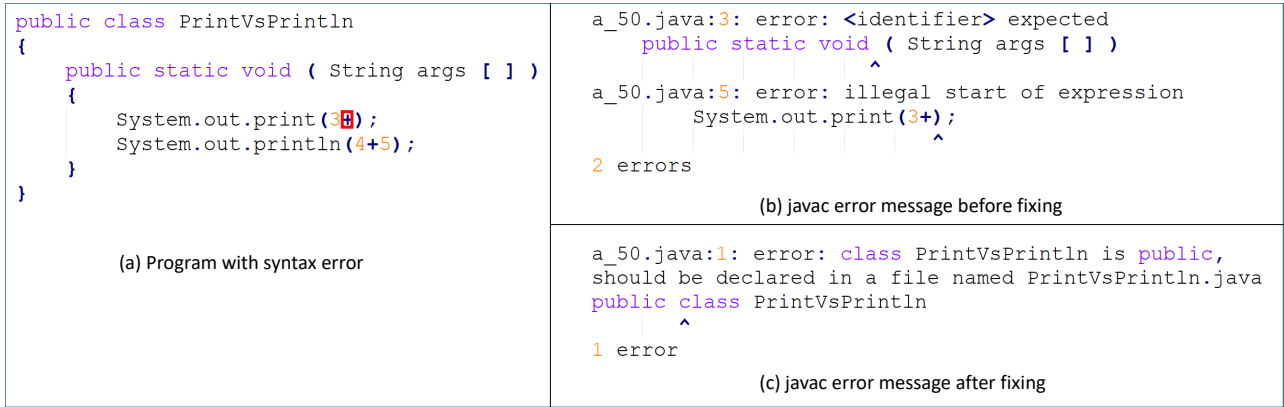 public class PrintVsPrintln
{
public static void ( String args [ ] )
{
System.out.print(3+);
System.out.println(4+5);
}
}
(a) Program with syntax error
a_50.java:3: error: <identifier> expected
public static void ( String args [ ] )
^
a_50.java:5: error: illegal start of expression
System.out.print(3+);
^
2 errors
(b) javac error message before fixing
a_50.java:1: error: class PrintVsPrintln is public,
should be declared in a file named PrintVsPrintln.java
public class PrintVsPrintln
^
1 error
(c) javac error message after fixing